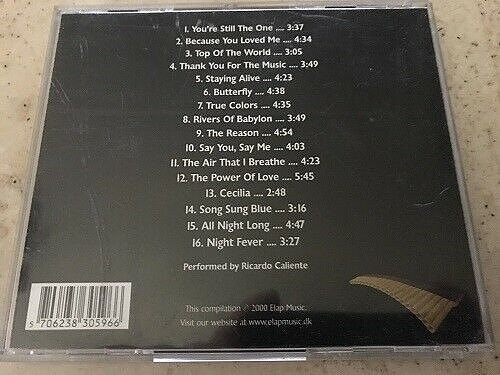 1. You're Still The One .... 3:37
2. Because You Loved Me .... 4:34
3. Top Of The World .... 3:05
4. Thank You For The Music .... 3:49
5. Staying Alive .... 4:23
6. Butterfly .... 4:38
7. True Colors .... 4:35
8. Rivers Of Babylon .... 3:49
9. The Reason .... 4:54
10. Say You, Say Me .... 4:03
11. The Air That I Breathe .... 4:23
12. The Power Of Love .... 5:45
13. Cecilia .... 2:48
14. Song Sung Blue .... 3:16
15. All Night Long .... 4:47
16. Night Fever .... 3:27
Performed by Ricardo Caliente
This compilation © 2000 Elap Music.
Visit our website at www.elapmusic.dk
5 706238 305966